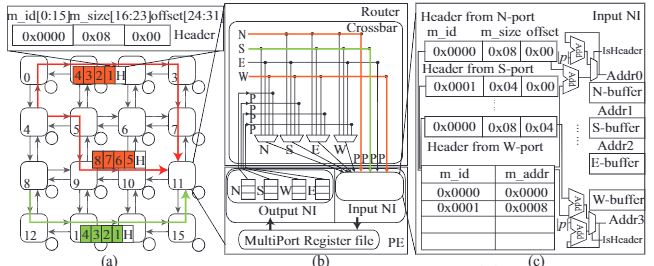 m_id[0:15]m_size[16:23]offset[24:31]
0x0000 0x08 0x00 Header
0 4 3 2 1 H 3
4 5 6 7
8 7 6 5 H
8 9 10 11
12 4 3 2 1 H 15
(a)
Router
Crossbar
N
S
E
W
P
P
P
P
N S E W PPPP
N S W E
Output NI Input NI
MultiPort Register file PE
(b)
Header from N-port Input NI
m_id m_size offset
0x0000 0x08 0x00 p Add IsHeader
Header from S-port Add Addr0
0x0001 0x04 0x00 N-buffer
Addr1
0x0000 0x08 0x04 S-buffer
Header from W-port Addr2
E-buffer
m_id m_addr
0x0000 0x0000
0x0001 0x0008 W-buffer
Add Addr3
p Add IsHeader
(c)